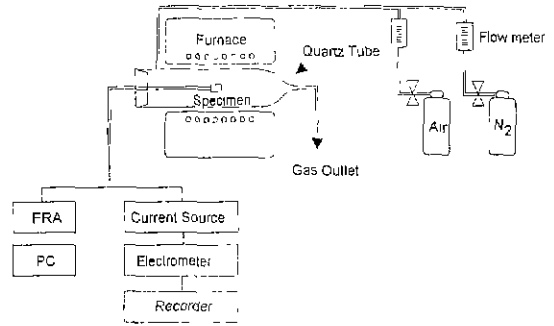 Furnace
Quartz Tube
Flow meter
Specimen
Air
N2
Gas Outlet
FRA
Current Source
PC
Electrometer
Recorder